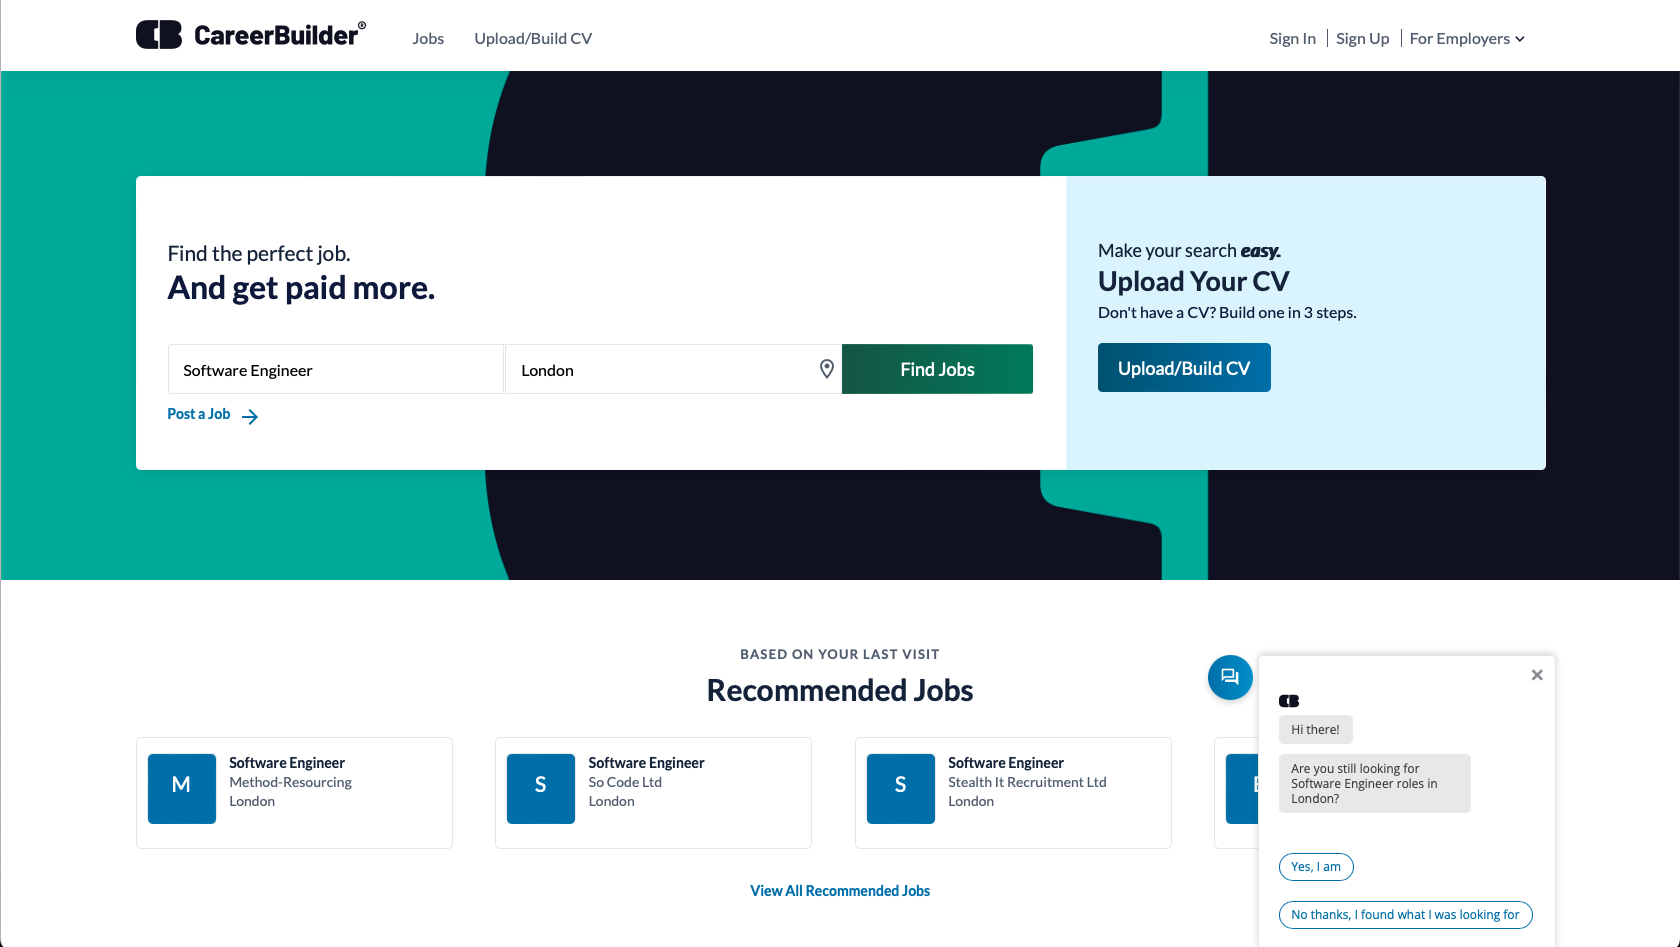 CareerBuilder®
Jobs
Upload/Build CV
Sign In
Sign Up
For Employers
Find the perfect job.
And get paid more.
Software Engineer
London
Find Jobs
Post a Job
Make your search easy.
Upload Your CV
Don't have a CV? Build one in 3 steps.
Upload/Build CV
BASED ON YOUR LAST VISIT
Recommended Jobs
M
Software Engineer
Method-Resourcing
London
S
Software Engineer
So Code Ltd
London
S
Software Engineer
Stealth It Recruitment Ltd
London
View All Recommended Jobs
Hi there!
Are you still looking for
Software Engineer roles in
London?
Yes, I am
No thanks, I found what I was looking for